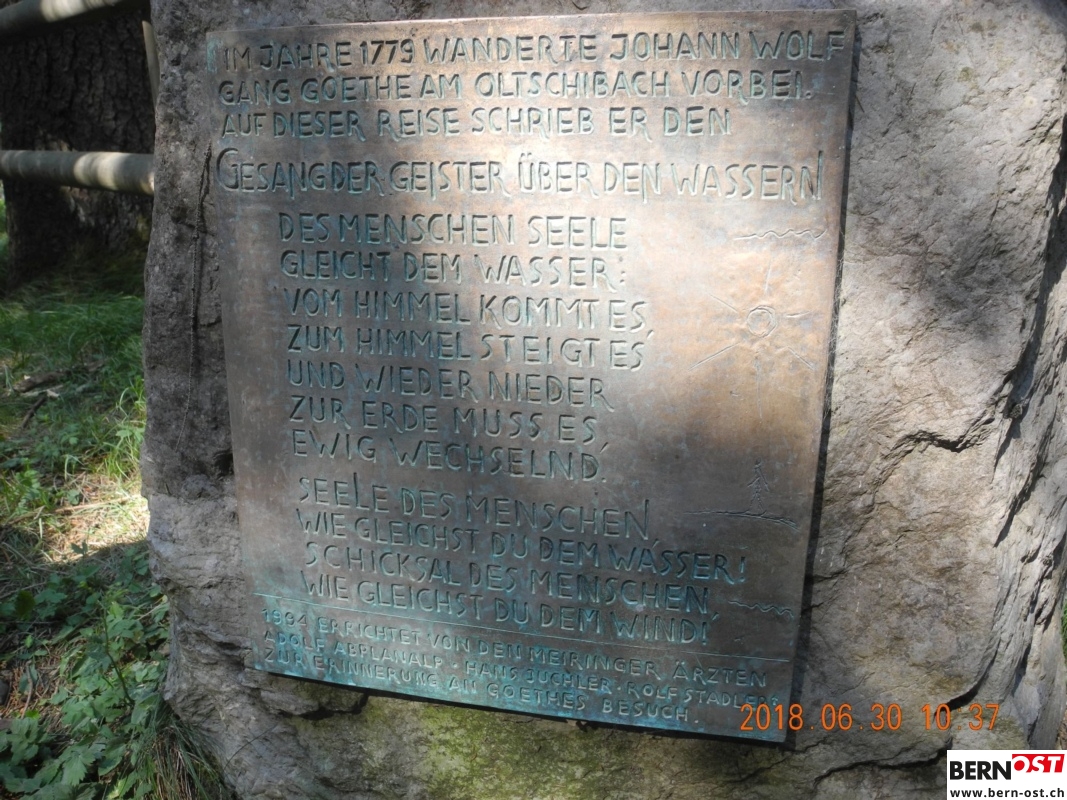 IM JAHRE 1779 WANDERTE JOHANN WOLF
GANG GOETHE AM OLTSCHIBACH VORBEI.
AUF DIESER REISE SCHRIEB ER DEN
GESANG DER GEISTER ÜBER DEN WASSERN
DES MENSCHEN SEELE
GLEICHT DEM WASSER:
VOM HIMMEL KOMMT ES,
ZUM HIMMEL STEIGT ES
UND WIEDER NIEDER
ZUR ERDE MUSS ES,
EWIG WECHSELND.
SEELE DES MENSCHEN,
WIE GLEICHST DU DEM WASSER!
SCHICKSAL DES MENSCHEN,
WIE GLEICHST DU DEM WIND!
1994 ERRICHTET VON DEN MEIRINGER ÄRZTEN
ADOLF ABPLANALP · HANS JUCHLER · ROLF STADLER
ZUR ERINNERUNG AN GOETHES BESUCH.
2018.06.30 10:37
BERNOST
www.bern-ost.ch